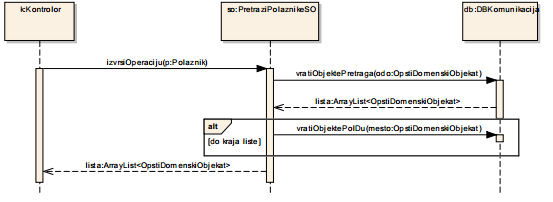 kKontrolor
so:PretraziPolaznikeSO
db:DBKomunikacija
izvrsiOperaciju(p:Polaznik)
vratiObjektePretraga(odo:OpstiDomenskiObjekat)
lista:ArrayList<OpstiDomenskiObjekat>
alt
[do kraja liste]
vratiObjektePolDu(mesto:OpstiDomenskiObjekat)
lista:ArrayList<OpstiDomenskiObjekat>